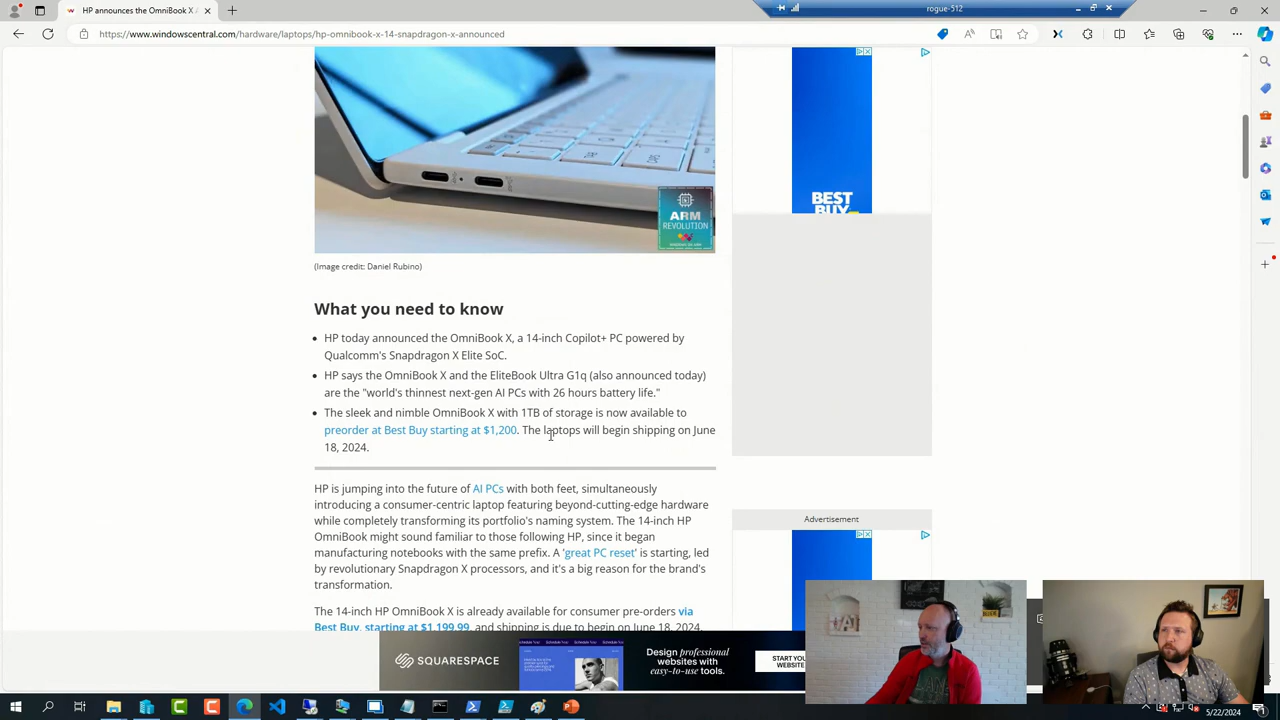 HP announces the OmniBook X
rogue-512
https://www.windowscentral.com/hardware/laptops/hp-omnibook-x-14-snapdragon-x-announced
ARM
REVOLUTION
BEST
BUY
(Image credit: Daniel Rubino)
What you need to know
HP today announced the OmniBook X, a 14-inch Copilot+ PC powered by
Qualcomm's Snapdragon X Elite SoC.
HP says the OmniBook X and the EliteBook Ultra G1q (also announced today)
are the "world's thinnest next-gen AI PCs with 26 hours battery life."
The sleek and nimble OmniBook X with 1TB of storage is now available to
preorder at Best Buy starting at $1,200. The laptops will begin shipping on June
18, 2024.
HP is jumping into the future of AI PCs with both feet, simultaneously
introducing a consumer-centric laptop featuring beyond-cutting-edge hardware
while completely transforming its portfolio's naming system. The 14-inch HP
OmniBook might sound familiar to those following HP, since it began
manufacturing notebooks with the same prefix. A 'great PC reset' is starting, led
by revolutionary Snapdragon X processors, and it's a big reason for the brand's
transformation.
The 14-inch HP OmniBook X is already available for consumer pre-orders via
Best Buy, starting at $1,199.99, and shipping is due to begin on June 18, 2024.
Advertisement
SQUARESPACE
Design professional
websites with
easy-to-use tools.
START YOU
WEBSITE
5/22/2024